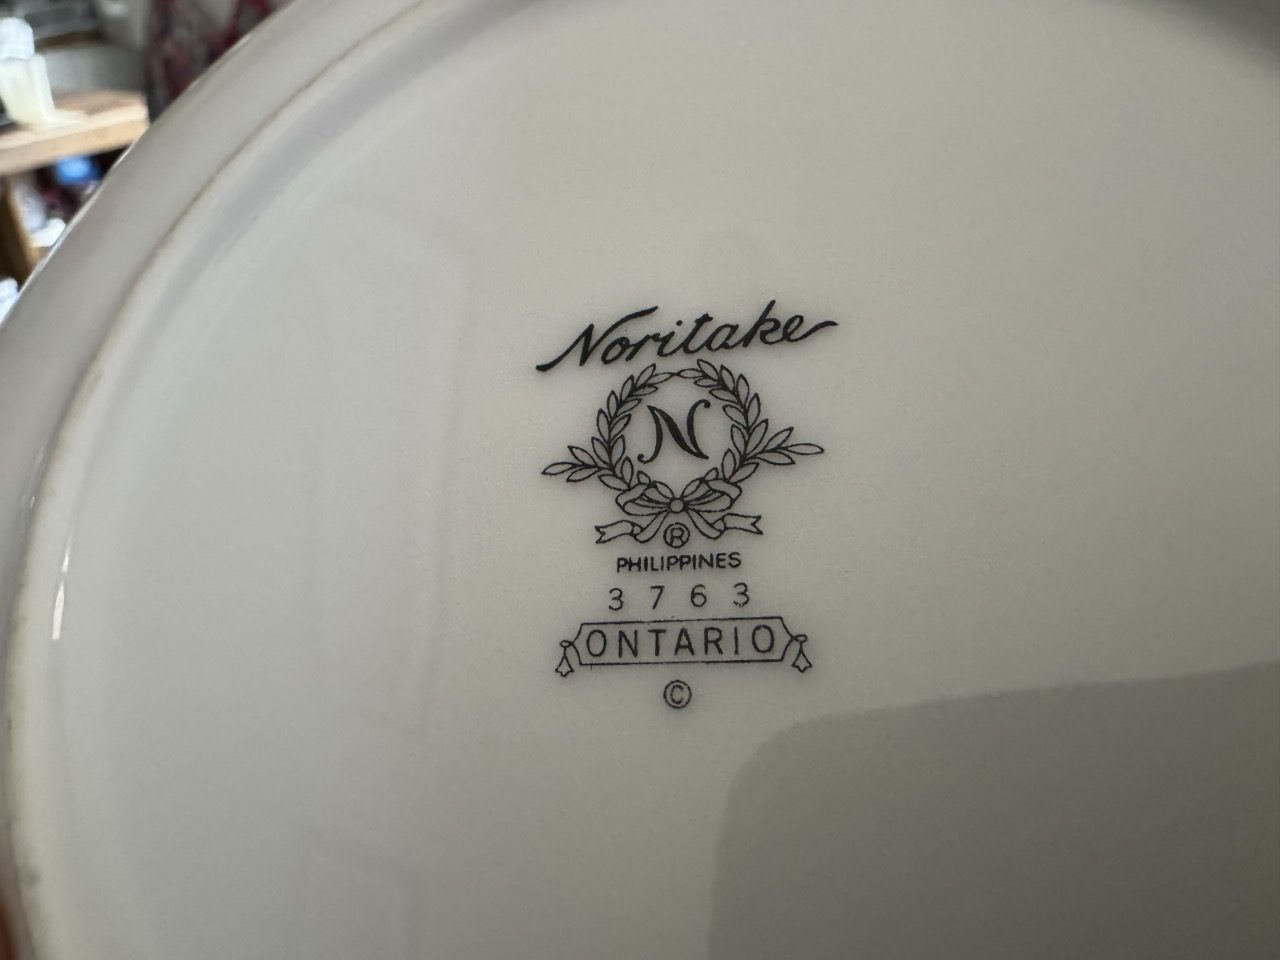 Noritake
N
®
PHILIPPINES
3763
ONTARIO
©